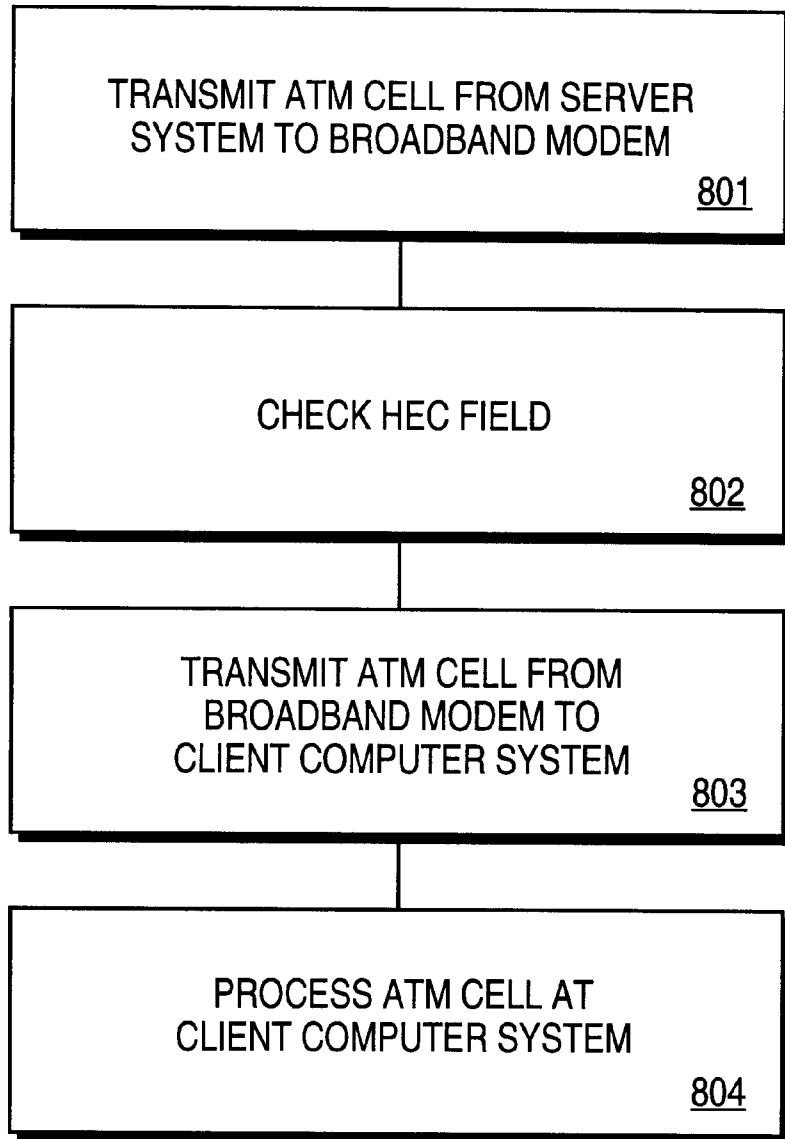 TRANSMIT ATM CELL FROM SERVER
SYSTEM TO BROADBAND MODEM
801
CHECK HEC FIELD
802
TRANSMIT ATM CELL FROM
BROADBAND MODEM TO
CLIENT COMPUTER SYSTEM
803
PROCESS ATM CELL AT
CLIENT COMPUTER SYSTEM
804